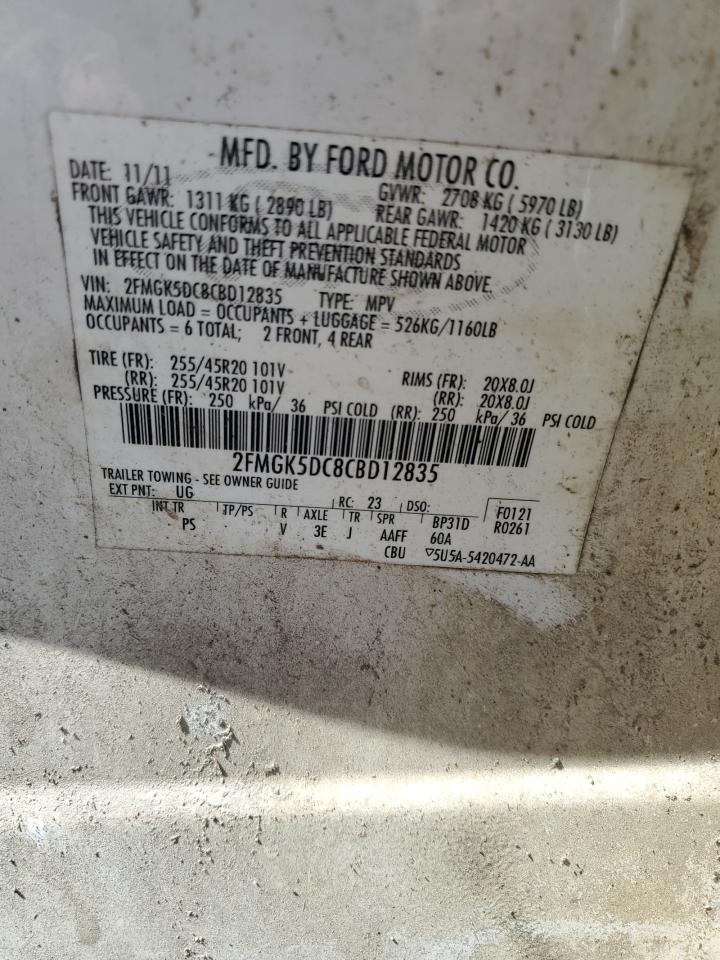 MFD. BY FORD MOTOR CO.
DATE: 11/11 GVWR: 2708 KG ( 5970 LB)
FRONT GAWR: 1311 KG ( 2890 LB) REAR GAWR: 1420 KG ( 3130 LB)
THIS VEHICLE CONFORMS TO ALL APPLICABLE FEDERAL MOTOR
VEHICLE SAFETY AND THEFT PREVENTION STANDARDS
IN EFFECT ON THE DATE OF MANUFACTURE SHOWN ABOVE.
VIN: 2FMGK5DC8CBD12835 TYPE: MPV
MAXIMUM LOAD = OCCUPANTS + LUGGAGE = 526KG/1160LB
OCCUPANTS = 6 TOTAL; 2 FRONT, 4 REAR
TIRE (FR): 255/45R20 101V RIMS (FR): 20X8.0J
(RR): 255/45R20 101V (RR): 20X8.0J
PRESSURE (FR): 250 kPa/ 36 PSI COLD (RR): 250 kPa/ 36 PSI COLD
2FMGK5DC8CBD12835
TRAILER TOWING - SEE OWNER GUIDE
EXT PNT: UG RC: 23 DSO: F0121
INT TR TP/PS R AXLE TR SPR BP31D R0261
PS V 3E J AAFF 60A
CBU ▽5U5A-5420472-AA